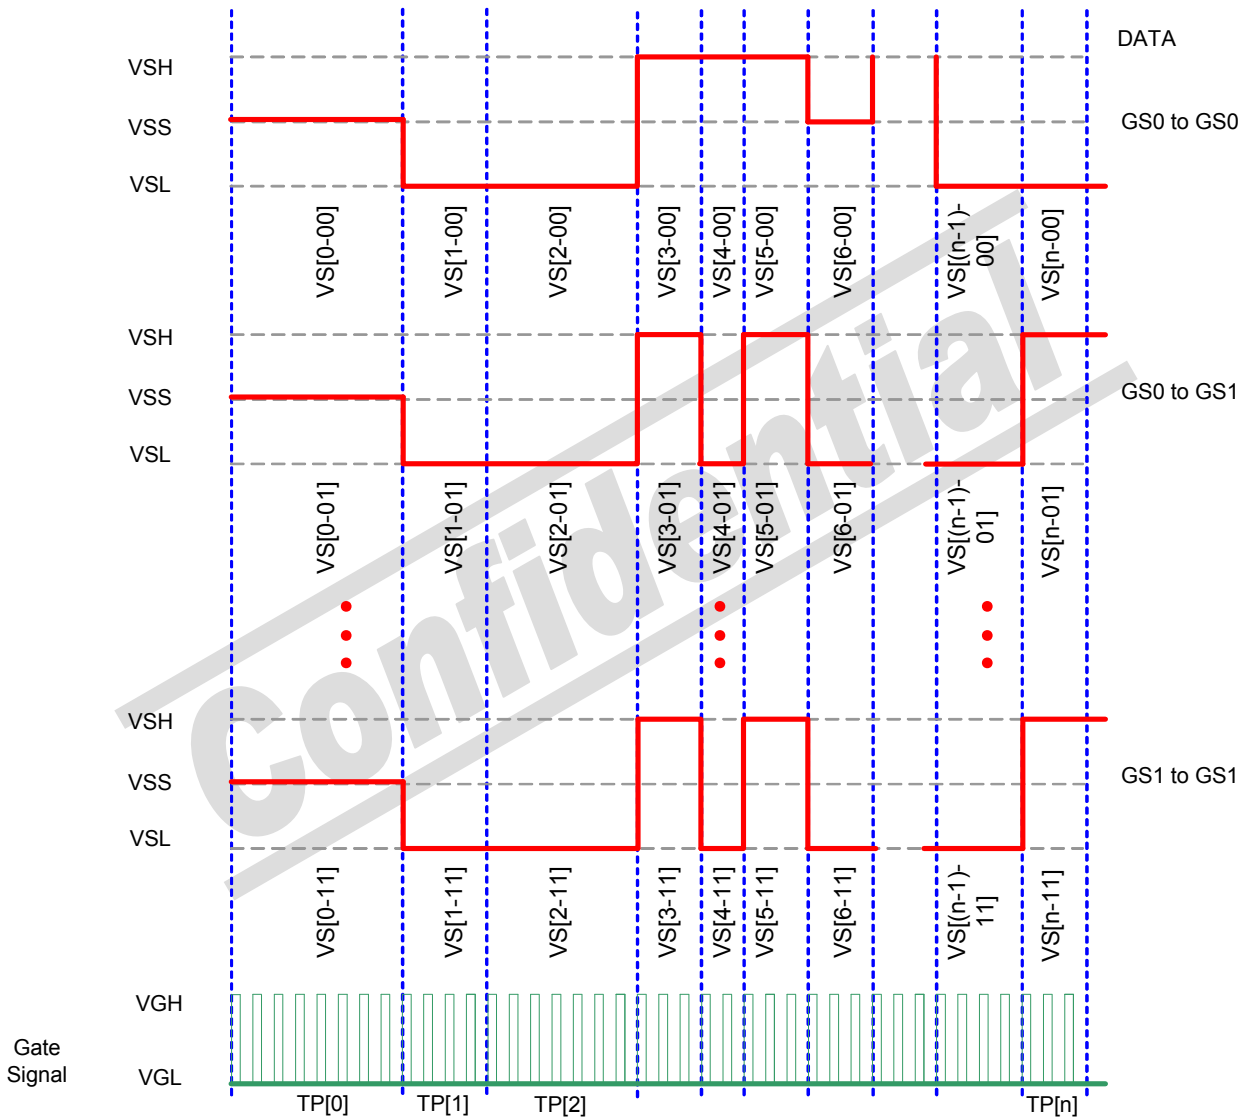 DATA
VSH
VSS
GS0 to GS0
VSL
VS[0-00]
VS[1-00]
VS[2-00]
VS[3-00]
VS[4-00]
VS[5-00]
VS[6-00]
VS[(n-1)-
00]
VS[n-00]
VSH
VSS
GS0 to GS1
VSL
VS[0-01]
VS[1-01]
VS[2-01]
VS[3-01]
VS[4-01]
VS[5-01]
VS[6-01]
VS[(n-1)-
01]
VS[n-01]
Confidential
VSH
VSS
GS1 to GS1
VSL
VS[0-11]
VS[1-11]
VS[2-11]
VS[3-11]
VS[4-11]
VS[5-11]
VS[6-11]
VS[(n-1)-
11]
VS[n-11]
VGH
Gate
Signal
VGL
TP[0]
TP[1]
TP[2]
TP[n]